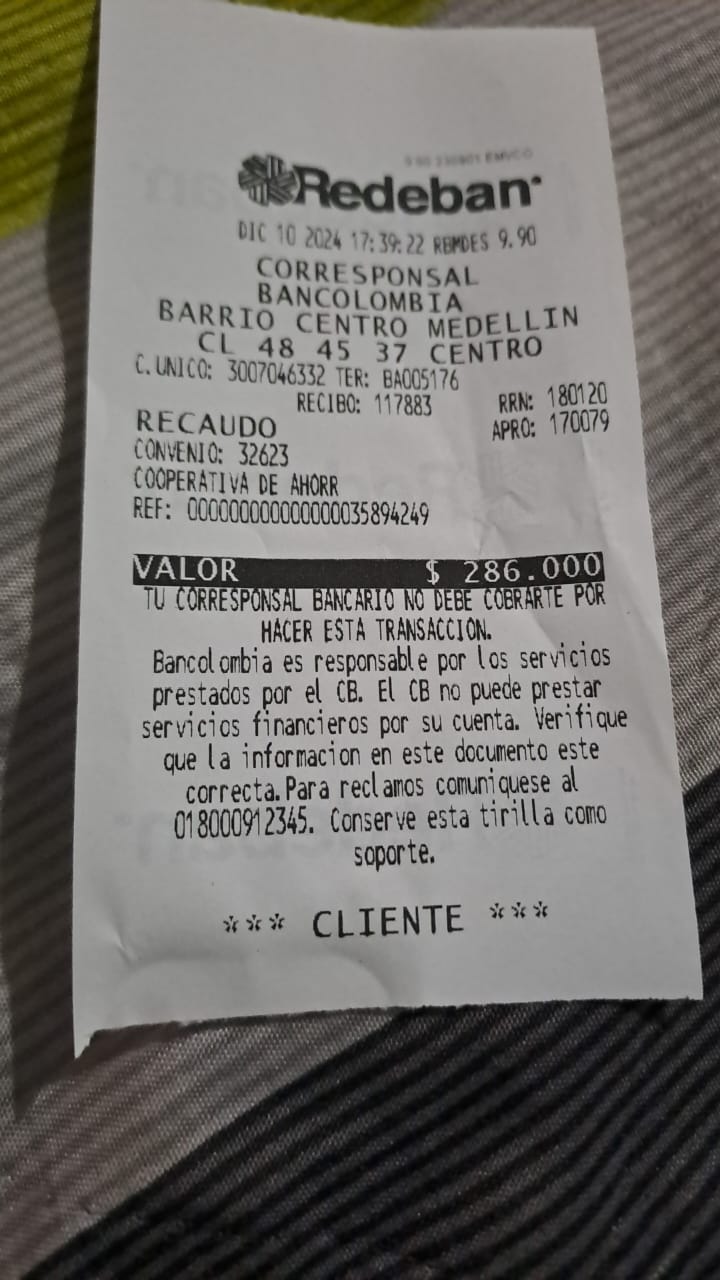 Redeban
DIC 10 2024 17:39:22 RBMDES 9.90
CORRESPONSAL
BANCOLOMBIA
BARRIO CENTRO MEDELLIN
CL 48 45 37 CENTRO
C.UNICO: 3007046332 TER: BA005176
RECIBO: 117883 RRN: 180120
RECAUDO APRO: 170079
CONVENIO: 32623
COOPERATIVA DE AHORR
REF: 000000000000000035894249
VALOR $ 286.000
TU CORRESPONSAL BANCARIO NO DEBE COBRARTE POR
HACER ESTA TRANSACCION.
Bancolombia es responsable por los servicios
prestados por el CB. El CB no puede prestar
servicios financieros por su cuenta. Verifique
que la informacion en este documento este
correcta.Para reclamos comuniquese al
018000912345. Conserve esta tirilla como
soporte.
*** CLIENTE ***